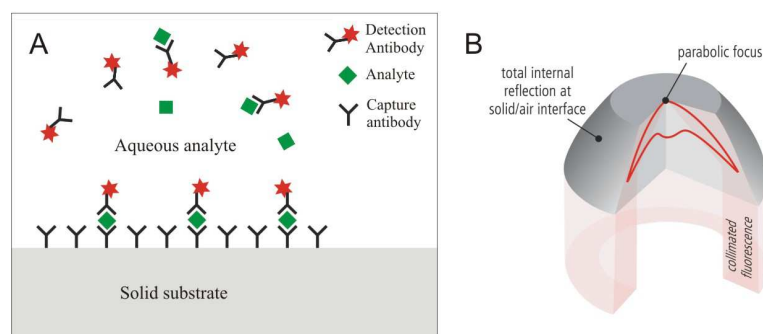 A
Detection
Antibody
Analyte
Capture
antibody
Aqueous analyte
Solid substrate
B
parabolic focus
total internal
reflection at
solid/air interface
collimated
fluorescence